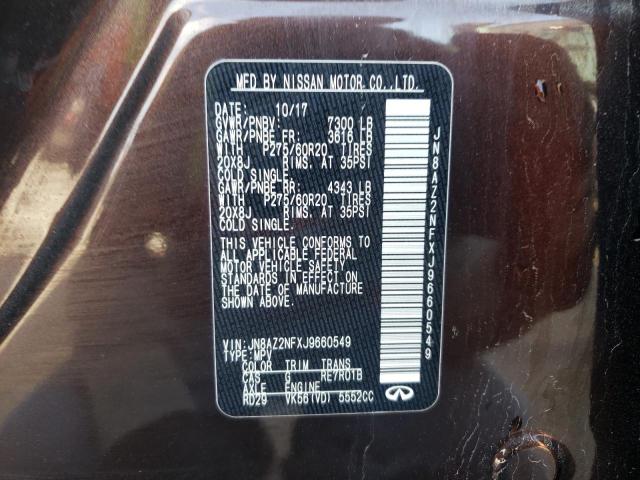 MFD BY NISSAN MOTOR CO.,LTD.
DATE: 10/17
GVWR/PNBV: 7300 LB
GAWR/PNBE FR: 3616 LB
WITH P275/60R20 TIRES
20X8J RIMS, AT 35PSI
COLD SINGLE.
GAWR/PNBE RR: 4343 LB
WITH P275/60R20 TIRES
20X8J RIMS, AT 35PSI
COLD SINGLE.
THIS VEHICLE CONFORMS TO
ALL APPLICABLE FEDERAL
MOTOR VEHICLE SAFETY
STANDARDS IN EFFECT ON
THE DATE OF MANUFACTURE
SHOWN ABOVE.
VIN:JN8AZ2NFXJ9660549
TYPE:MPV
COLOR TRIM TRANS
G RE7R01B
AXLE ENGINE
RD29 VK56(VD) 5552CC
JN8AZ2NFXJ9660549